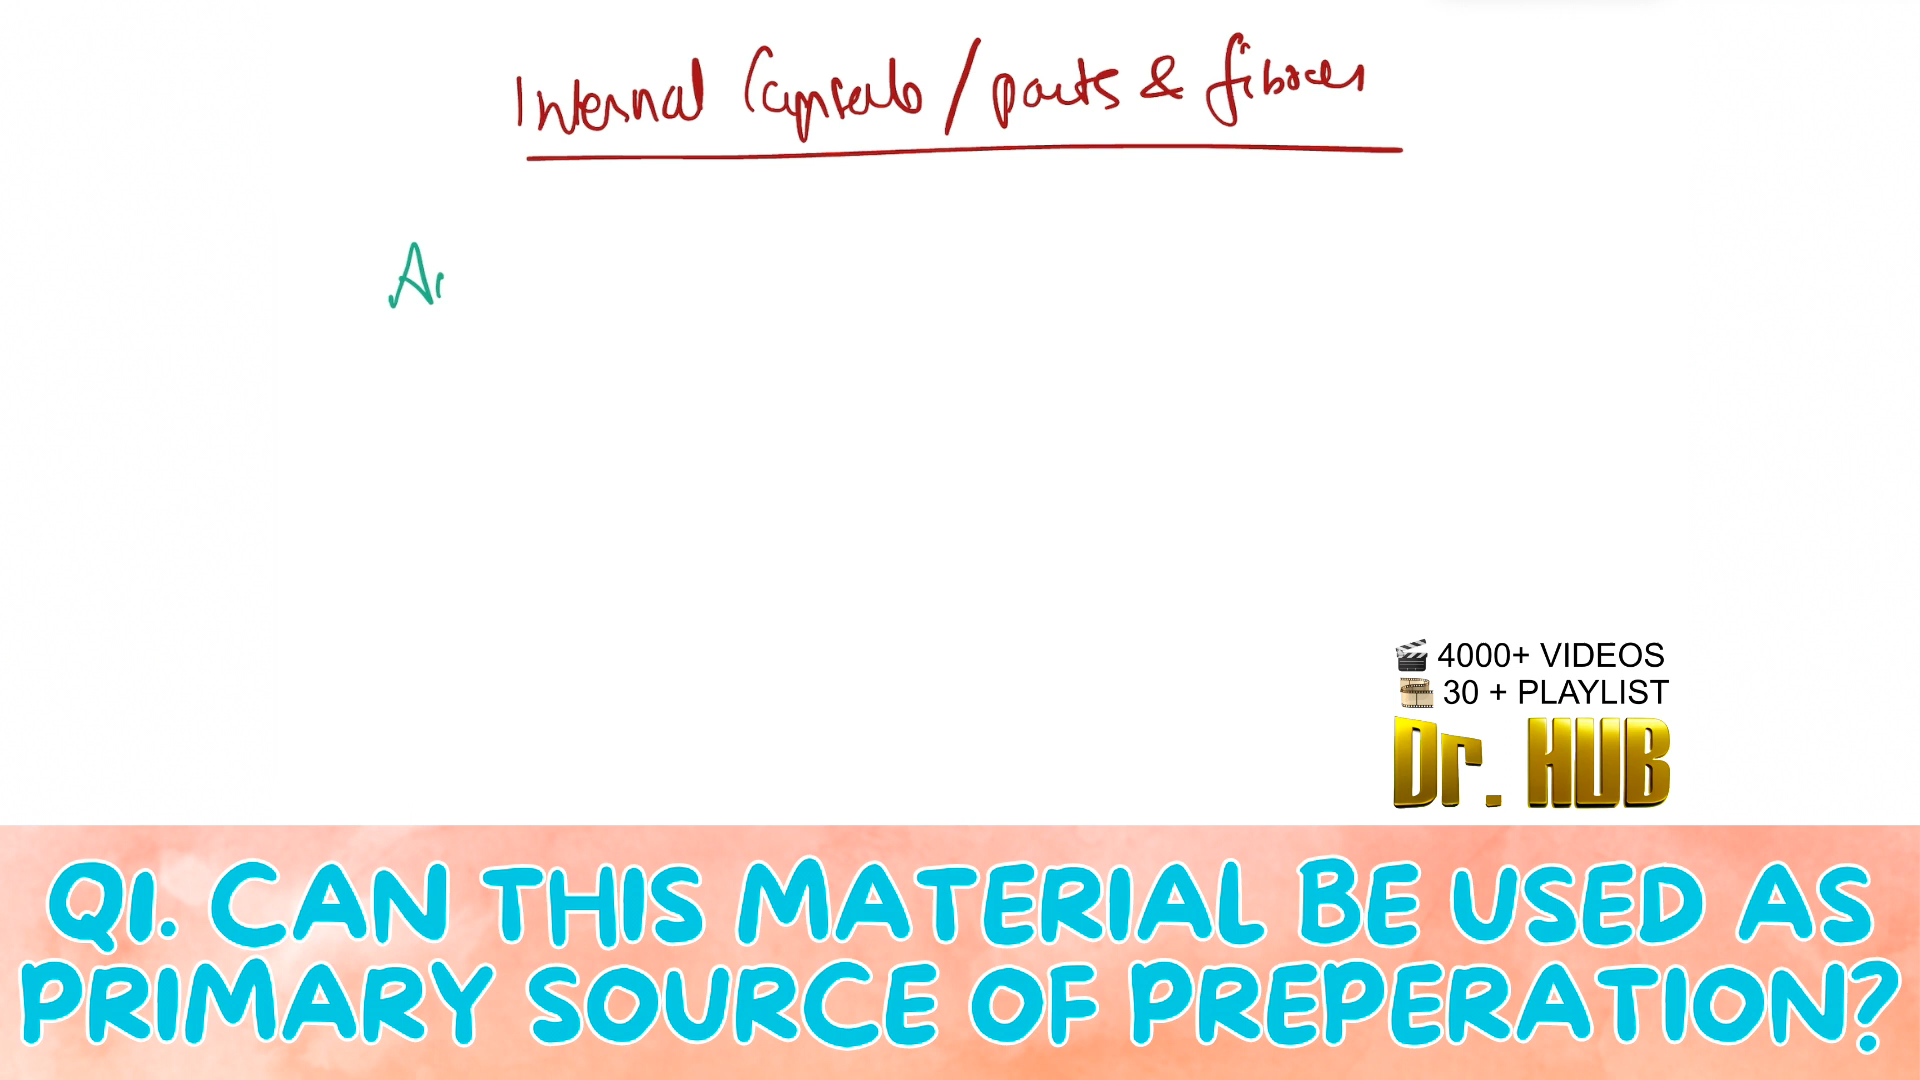 Internal Capsule / parts & fibres
An
🎬 4000+ VIDEOS
🎞 30 + PLAYLIST
Dr. HUB
Q1. CAN THIS MATERIAL BE USED AS
PRIMARY SOURCE OF PREPERATION?